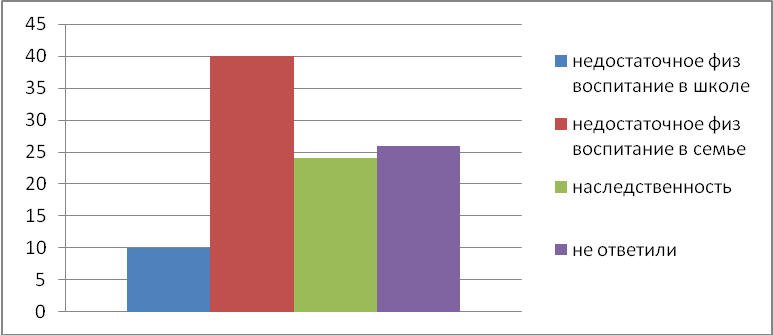 45
40
35
30
25
20
15
10
5
0
недостаточное физ
воспитание в школе
недостаточное физ
воспитание в семье
наследственность
не ответили